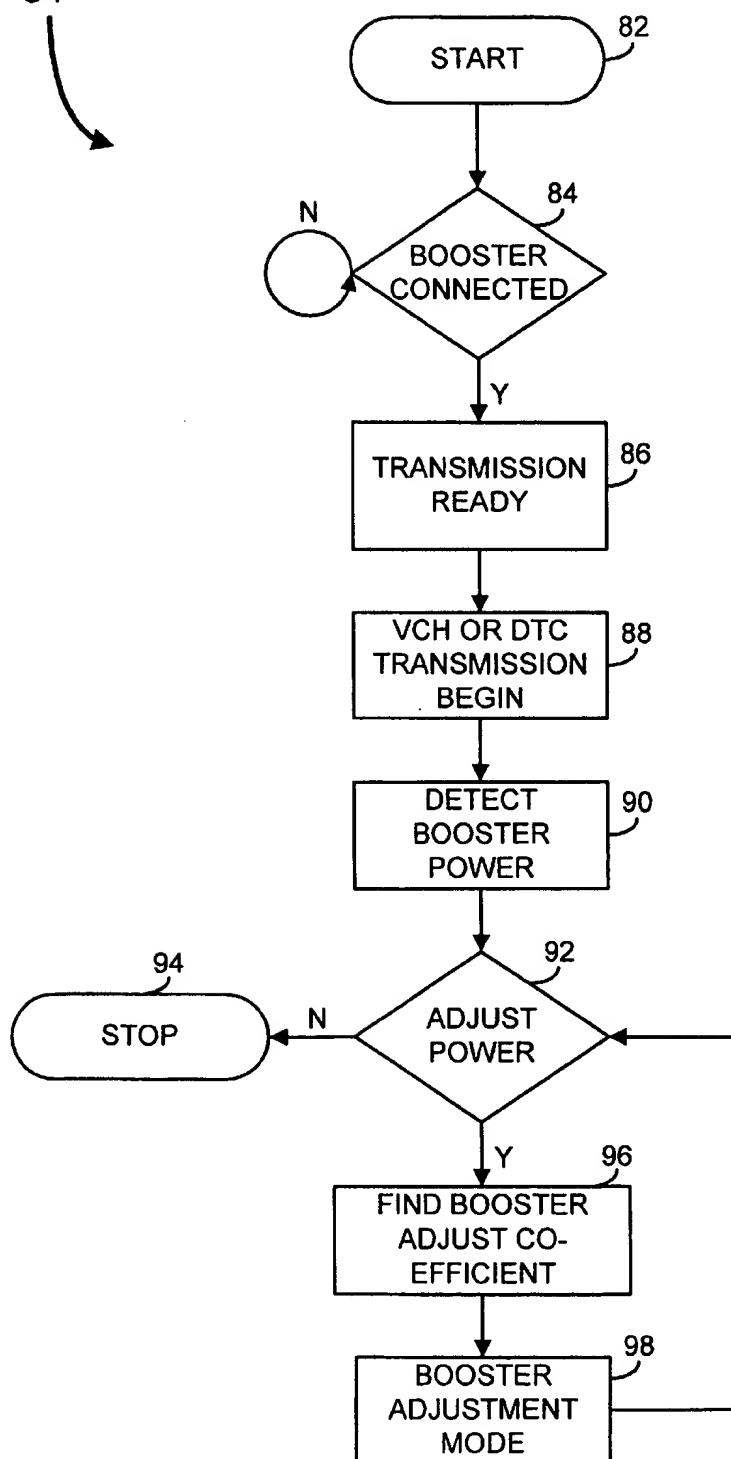 82
START
84
N
BOOSTER
CONNECTED
Y
86
TRANSMISSION
READY
88
VCH OR DTC
TRANSMISSION
BEGIN
90
DETECT
BOOSTER
POWER
92
94
ADJUST
POWER
N
STOP
Y
96
FIND BOOSTER
ADJUST CO-
EFFICIENT
98
BOOSTER
ADJUSTMENT
MODE